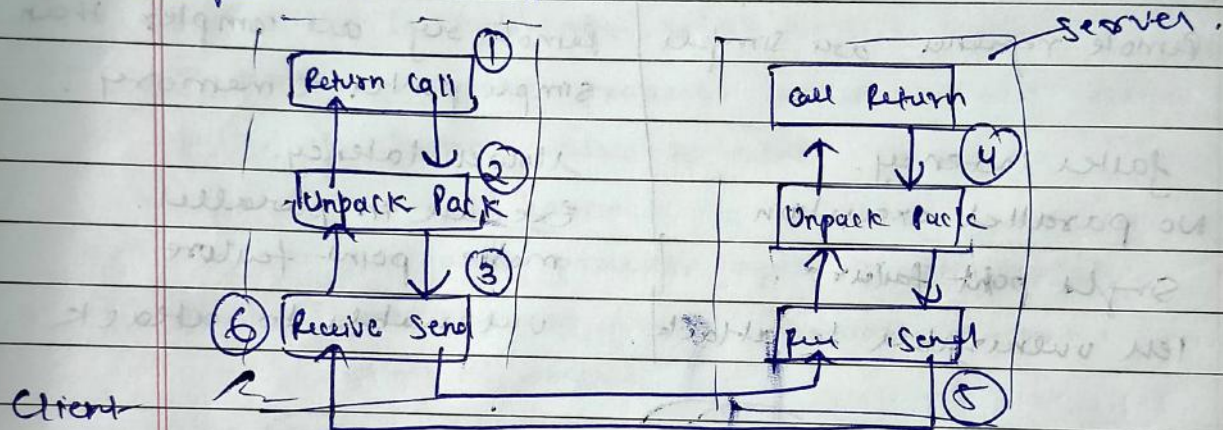 server.
①
Return Call
Call Return
④
②
Unpack Pack
Unpack Pack
③
⑥
Receive Send
Send
⑤
Client